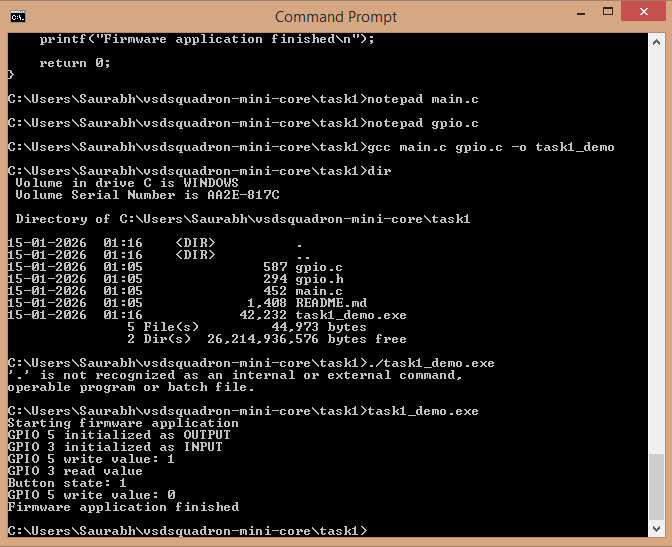 Command Prompt
    printf("Firmware application finished\n");
    return 0;
}
C:\Users\Saurabh\vsdsquadron-mini-core\task1>notepad main.c
C:\Users\Saurabh\vsdsquadron-mini-core\task1>notepad gpio.c
C:\Users\Saurabh\vsdsquadron-mini-core\task1>gcc main.c gpio.c -o task1_demo
C:\Users\Saurabh\vsdsquadron-mini-core\task1>dir
 Volume in drive C is WINDOWS
 Volume Serial Number is AA2E-817C
 Directory of C:\Users\Saurabh\vsdsquadron-mini-core\task1
15-01-2026  01:16    <DIR>          .
15-01-2026  01:16    <DIR>          ..
15-01-2026  01:05               587 gpio.c
15-01-2026  01:05               294 gpio.h
15-01-2026  01:05               452 main.c
15-01-2026  01:05             1,408 README.md
15-01-2026  01:16            42,232 task1_demo.exe
               5 File(s)         44,973 bytes
               2 Dir(s)  26,214,936,576 bytes free
C:\Users\Saurabh\vsdsquadron-mini-core\task1>./task1_demo.exe
'.' is not recognized as an internal or external command,
operable program or batch file.
C:\Users\Saurabh\vsdsquadron-mini-core\task1>task1_demo.exe
Starting firmware application
GPIO 5 initialized as OUTPUT
GPIO 3 initialized as INPUT
GPIO 5 write value: 1
GPIO 3 read value
Button state: 1
GPIO 5 write value: 0
Firmware application finished
C:\Users\Saurabh\vsdsquadron-mini-core\task1>